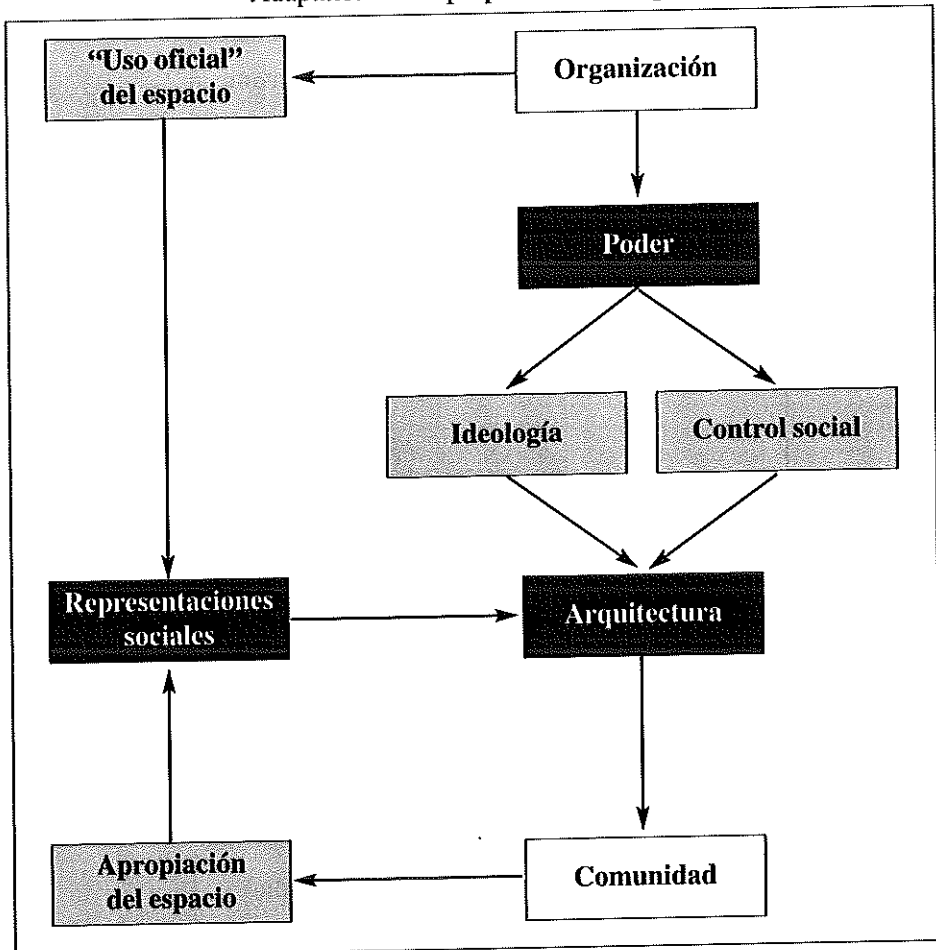 “Uso oficial”
del espacio
Organización
Poder
Ideología
Control social
Representaciones
sociales
Arquitectura
Apropiación
del espacio
Comunidad